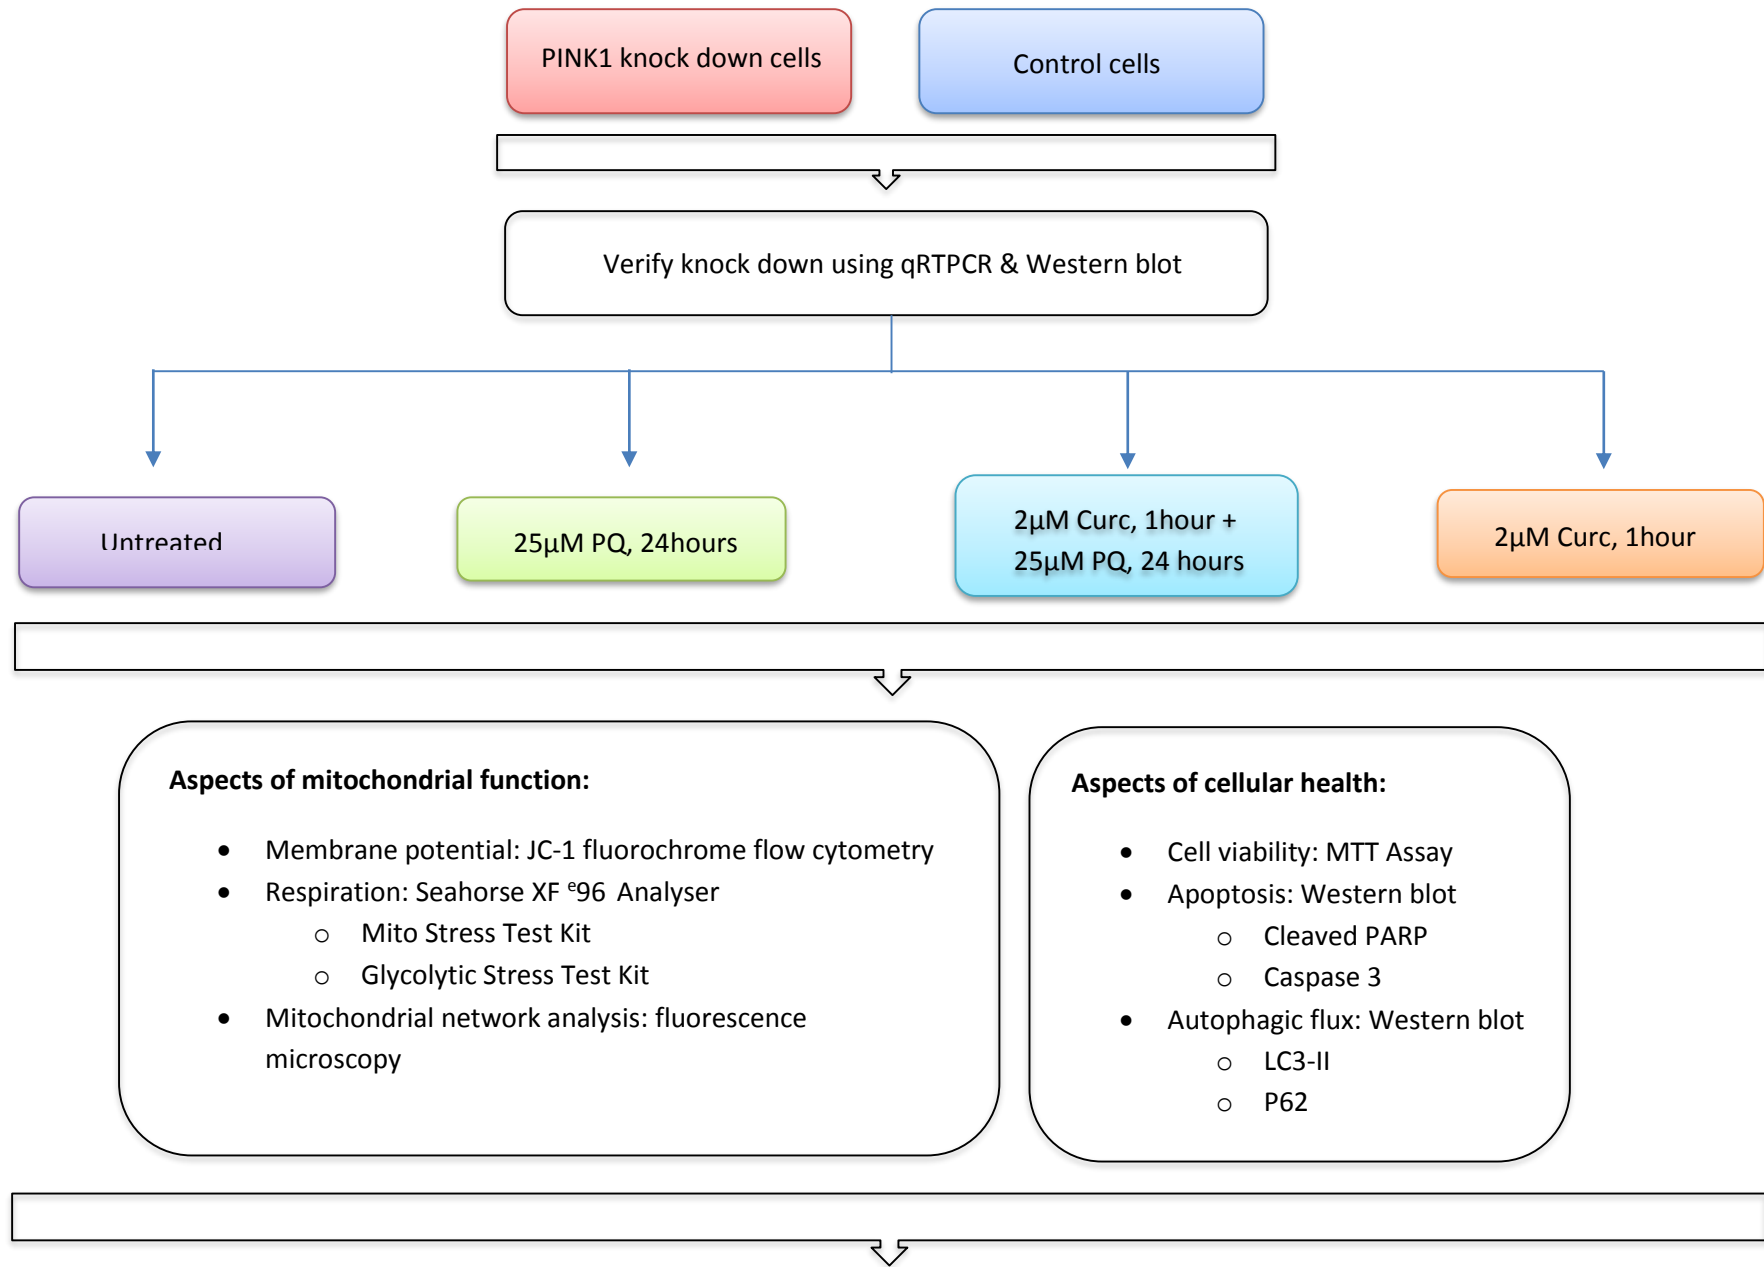 PINK1 knock down cells
Control cells
Verify knock down using qRTPCR & Western blot
Untreated
25µM PQ, 24hours
2µM Curc, 1hour +
25µM PQ, 24 hours
2µM Curc, 1hour
Aspects of mitochondrial function:
• Membrane potential: JC-1 fluorochrome flow cytometry
• Respiration: Seahorse XF e96 Analyser
o Mito Stress Test Kit
o Glycolytic Stress Test Kit
• Mitochondrial network analysis: fluorescence
microscopy
Aspects of cellular health:
• Cell viability: MTT Assay
• Apoptosis: Western blot
o Cleaved PARP
o Caspase 3
• Autophagic flux: Western blot
o LC3-II
o P62